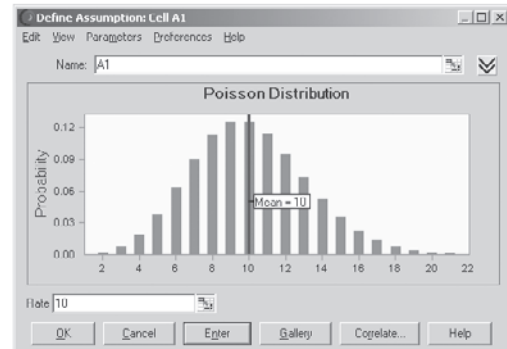 Define Assumption: Cell A1
Edit View Parameters Preferences Help
Name: A1
Poisson Distribution
Probability
0.12
0.09
0.06
0.03
0.00
Mean = 10
2 4 6 8 10 12 14 16 18 20 22
Rate 10
OK Cancel Enter Gallery Correlate... Help